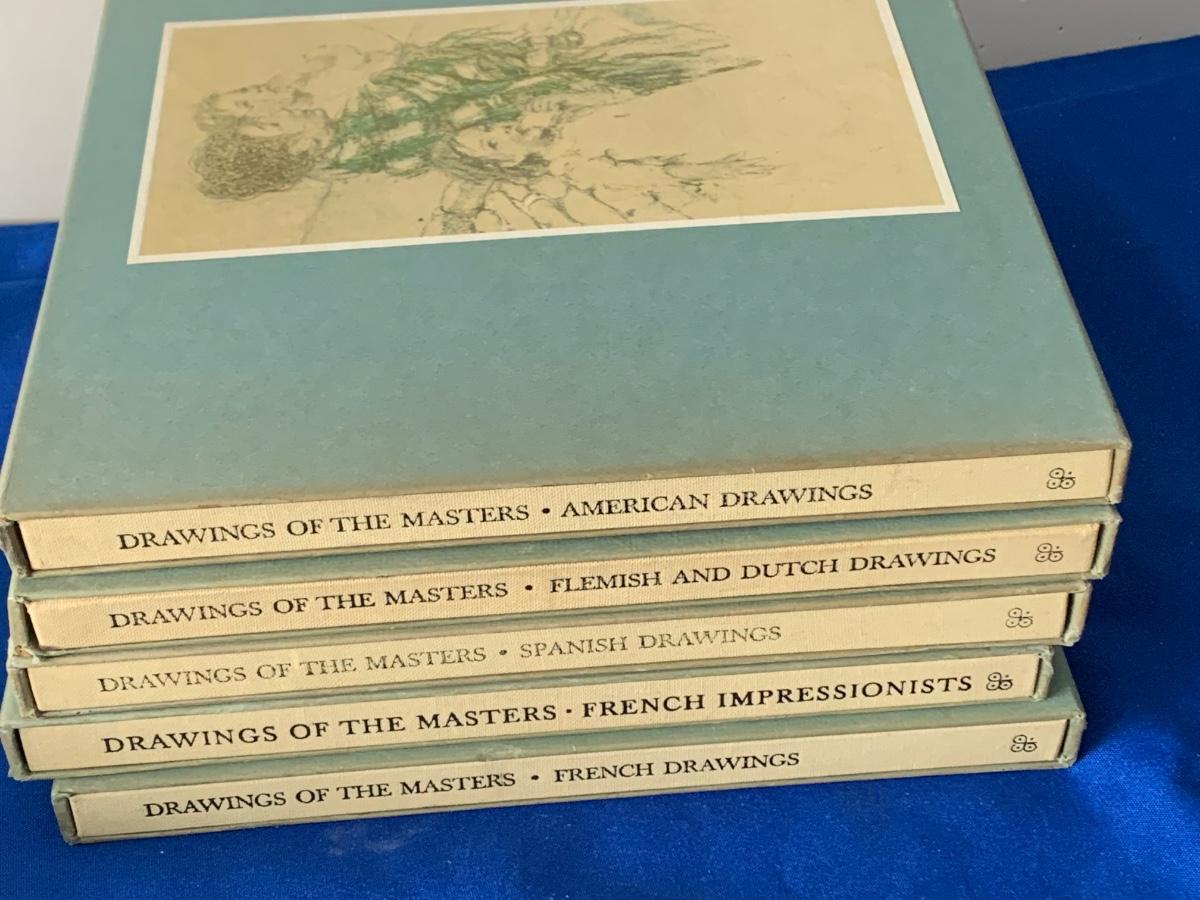 DRAWINGS OF THE MASTERS • AMERICAN DRAWINGS
DRAWINGS OF THE MASTERS • FLEMISH AND DUTCH DRAWINGS
DRAWINGS OF THE MASTERS • SPANISH DRAWINGS
DRAWINGS OF THE MASTERS · FRENCH IMPRESSIONISTS
DRAWINGS OF THE MASTERS • FRENCH DRAWINGS